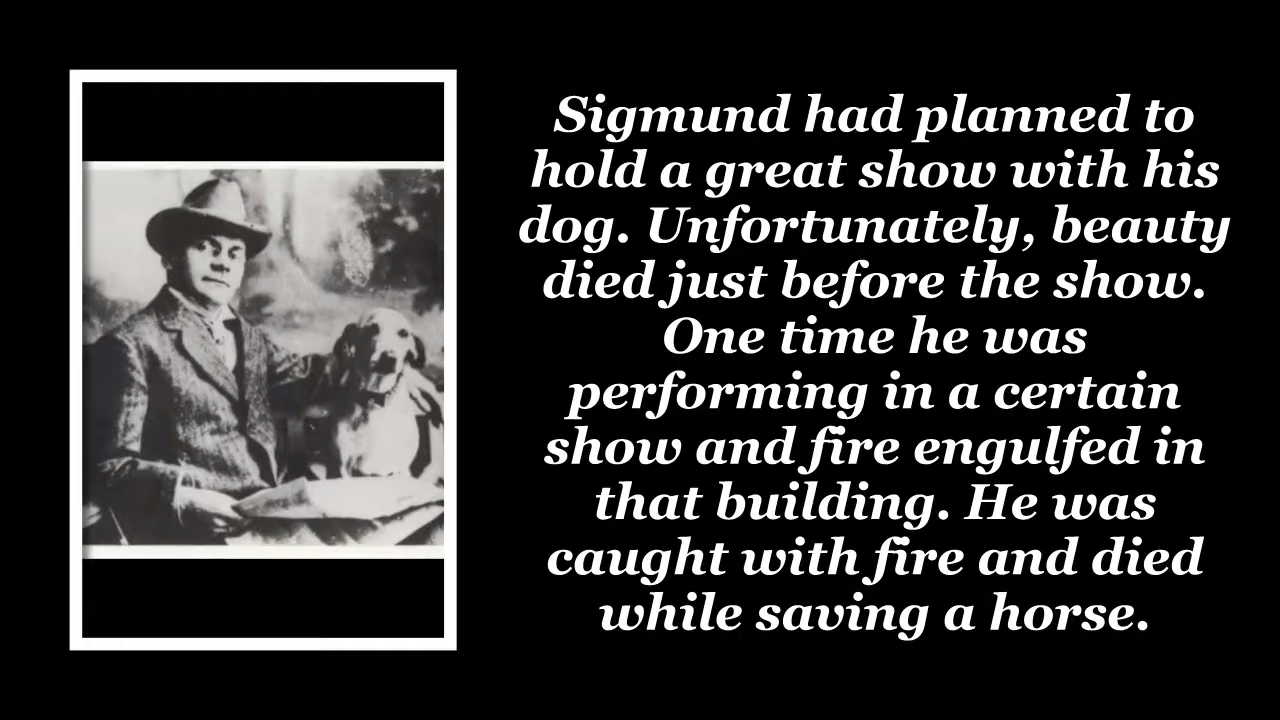 Sigmund had planned to
hold a great show with his
dog. Unfortunately, beauty
died just before the show.
One time he was
performing in a certain
show and fire engulfed in
that building. He was
caught with fire and died
while saving a horse.